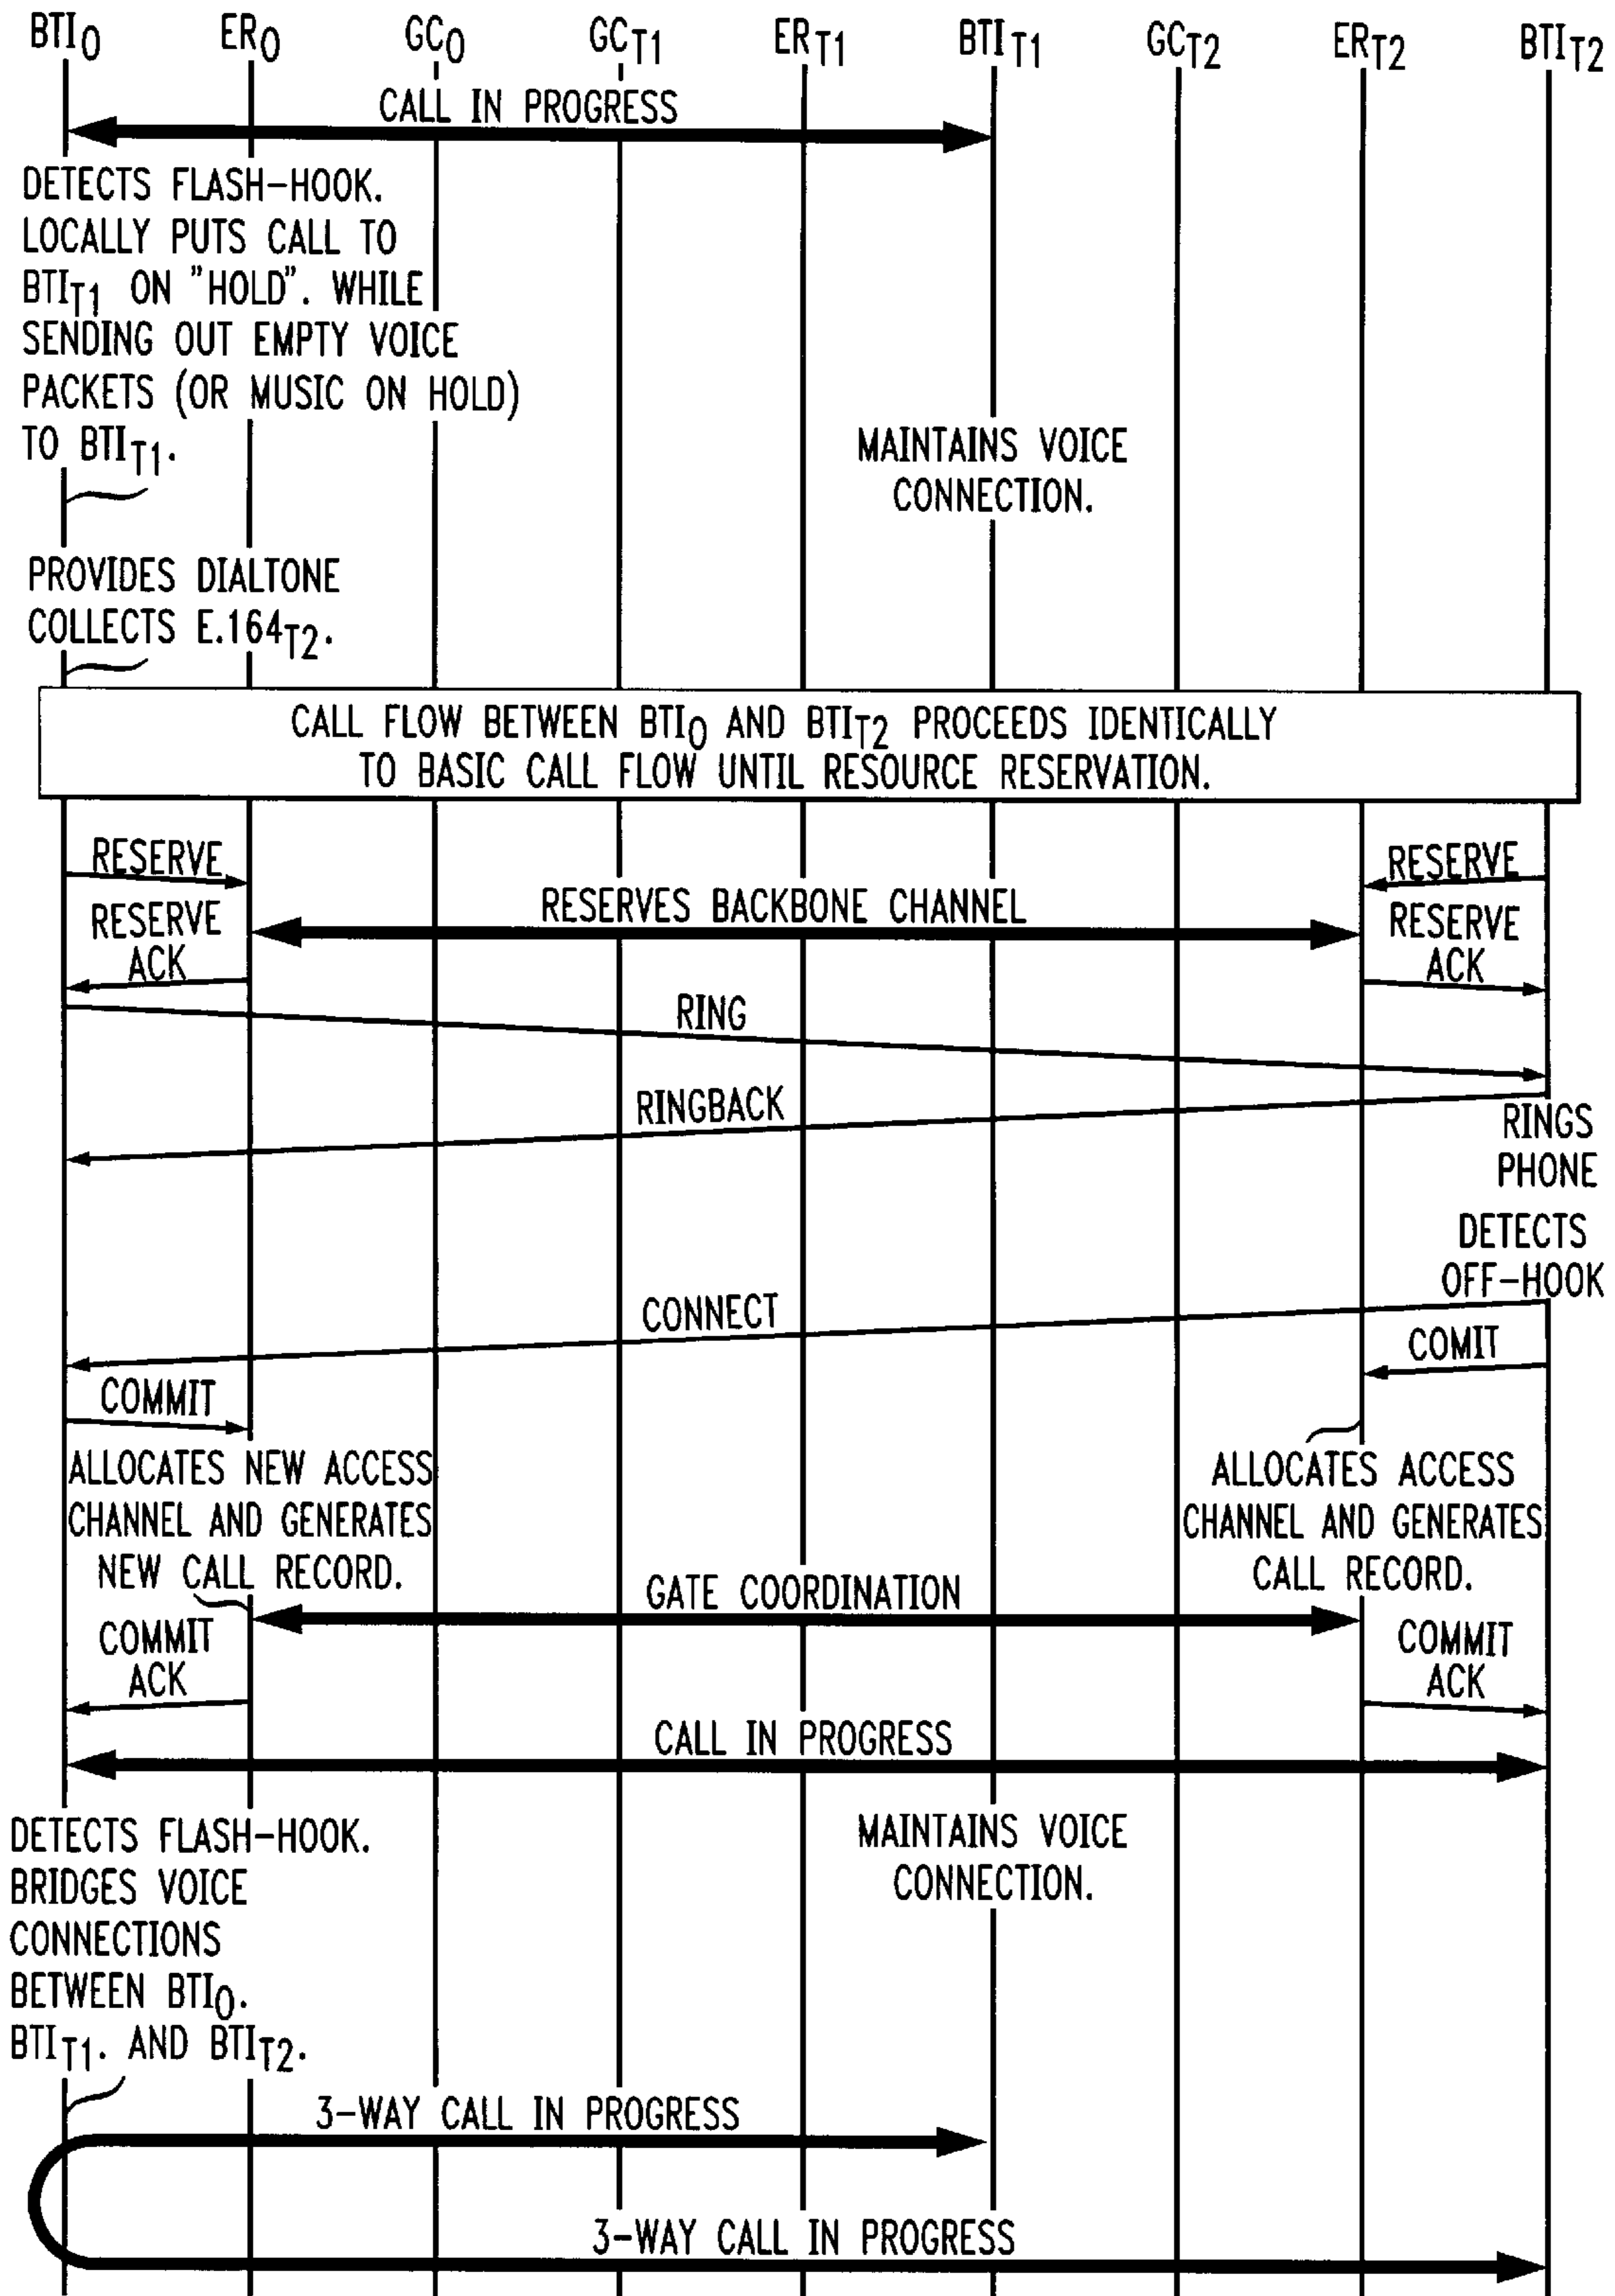 BTIO ERO GCO GCT1 ERT1 BTIT1 GCT2 ERT2 BTIT2
CALL IN PROGRESS
DETECTS FLASH-HOOK.
LOCALLY PUTS CALL TO
BTIT1 ON "HOLD". WHILE
SENDING OUT EMPTY VOICE
PACKETS (OR MUSIC ON HOLD)
TO BTIT1.
MAINTAINS VOICE
CONNECTION.
PROVIDES DIALTONE
COLLECTS E.164T2.
CALL FLOW BETWEEN BTIO AND BTIT2 PROCEEDS IDENTICALLY
TO BASIC CALL FLOW UNTIL RESOURCE RESERVATION.
RESERVE
RESERVE
RESERVES BACKBONE CHANNEL
RESERVE
ACK
RESERVE
ACK
RING
RINGBACK
RINGS
PHONE
DETECTS
OFF-HOOK
CONNECT
COMIT
COMMIT
ALLOCATES NEW ACCESS
CHANNEL AND GENERATES
NEW CALL RECORD.
ALLOCATES ACCESS
CHANNEL AND GENERATES
CALL RECORD.
GATE COORDINATION
COMMIT
ACK
COMMIT
ACK
CALL IN PROGRESS
DETECTS FLASH-HOOK.
BRIDGES VOICE
CONNECTIONS
BETWEEN BTIO.
BTIT1. AND BTIT2.
MAINTAINS VOICE
CONNECTION.
3-WAY CALL IN PROGRESS
3-WAY CALL IN PROGRESS